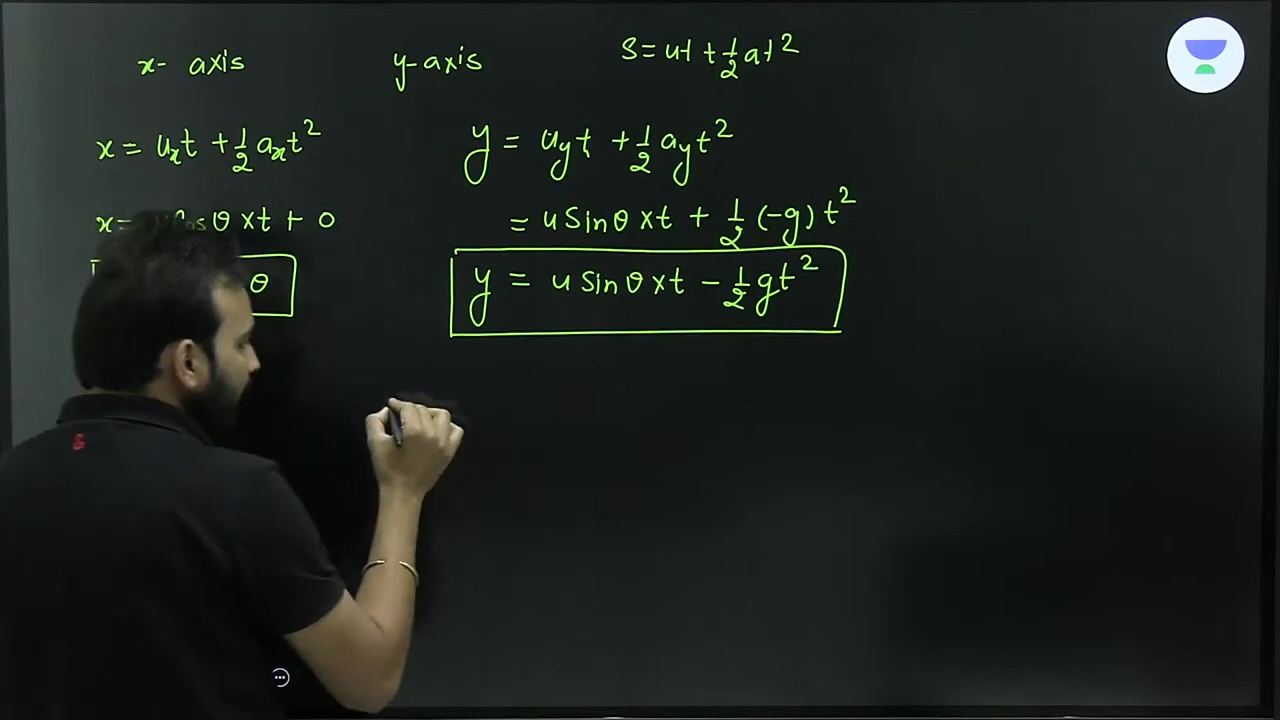 x- axis y-axis S = ut + 1/2 at²
x = uₓt + 1/2 aₓt² y = u_y t + 1/2 a_y t²
x = θ × t + 0 = u sin θ × t + 1/2 (-g) t²
θ y = u sin θ × t - 1/2 gt²